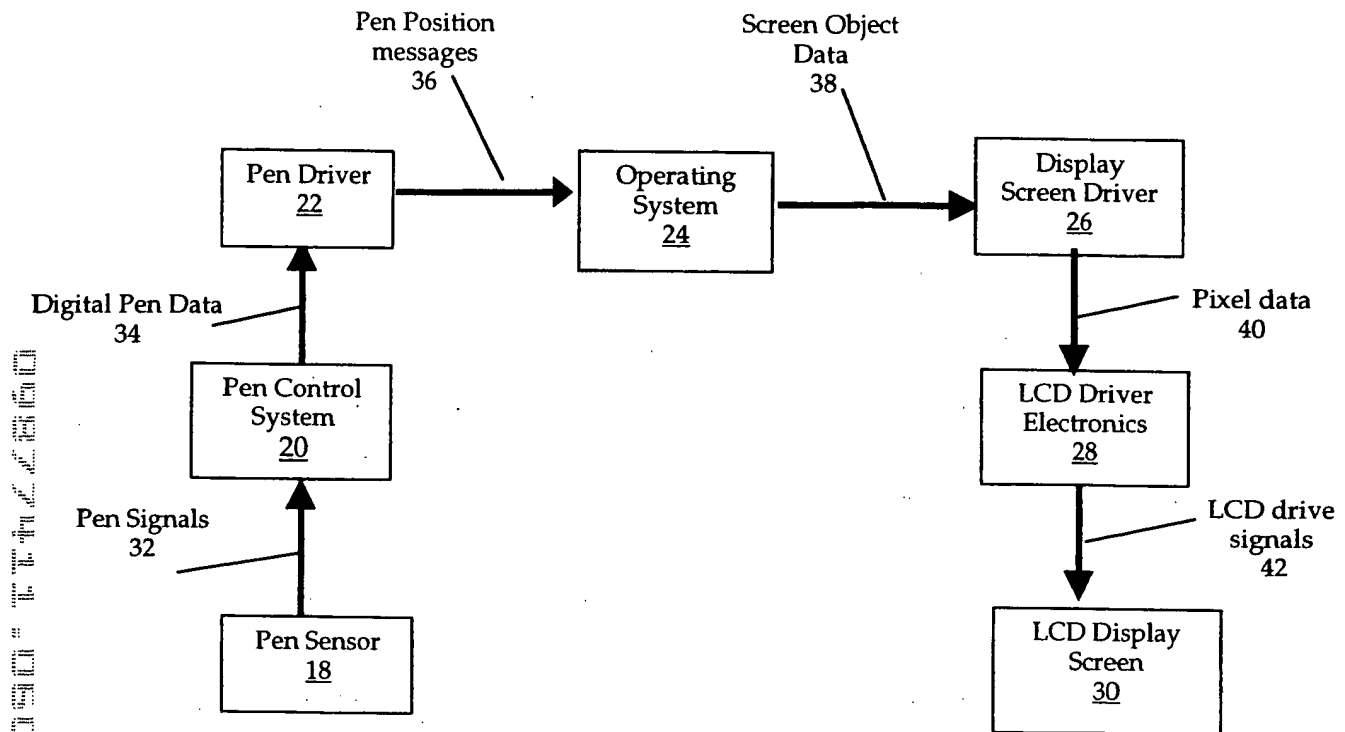 Pen Position
messages
36
Screen Object
Data
38
Pen Driver
22
Operating
System
24
Display
Screen Driver
26
Digital Pen Data
34
Pixel data
40
Pen Control
System
20
LCD Driver
Electronics
28
Pen Signals
32
LCD drive
signals
42
Pen Sensor
18
LCD Display
Screen
30